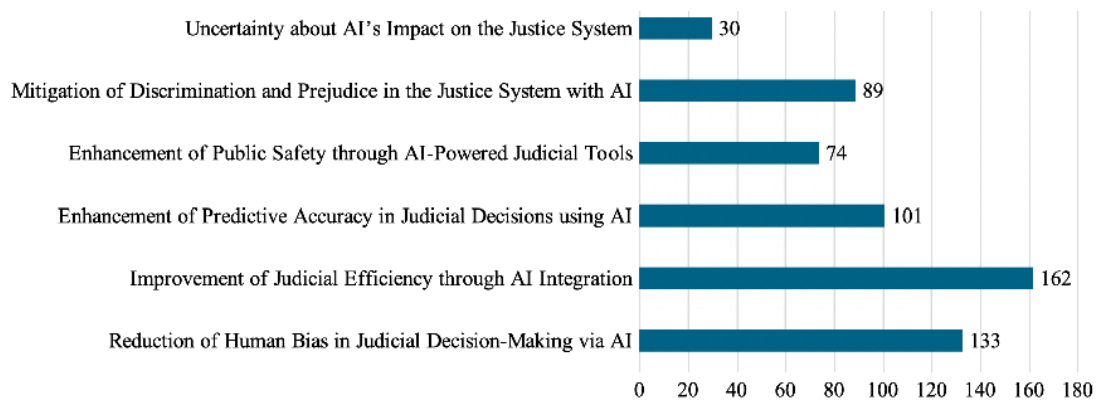 Uncertainty about AI’s Impact on the Justice System 30
Mitigation of Discrimination and Prejudice in the Justice System with AI 89
Enhancement of Public Safety through AI-Powered Judicial Tools 74
Enhancement of Predictive Accuracy in Judicial Decisions using AI 101
Improvement of Judicial Efficiency through AI Integration 162
Reduction of Human Bias in Judicial Decision-Making via AI 133
0 20 40 60 80 100 120 140 160 180